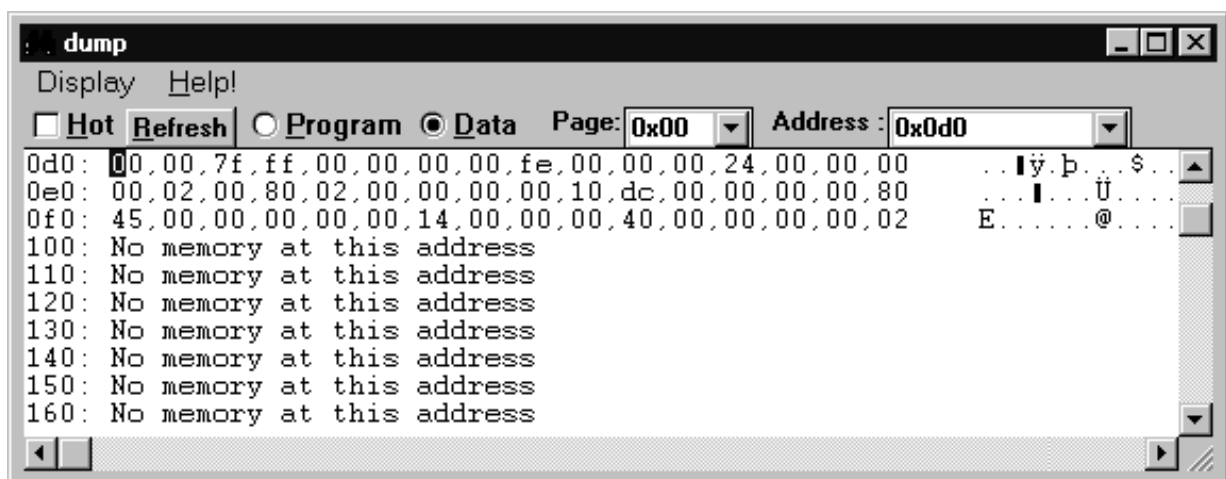 dump
Display Help!
Hot Refresh Program Data Page: 0x00 Address : 0x0d0
0d0: 00,00,7f,ff,00,00,00,00,fe,00,00,00,24,00,00,00 ..▮ÿ.þ...$..
0e0: 00,02,00,80,02,00,00,00,00,10,dc,00,00,00,00,80 ...▮...Ü....
0f0: 45,00,00,00,00,00,14,00,00,00,40,00,00,00,00,02 E......@....
100: No memory at this address
110: No memory at this address
120: No memory at this address
130: No memory at this address
140: No memory at this address
150: No memory at this address
160: No memory at this address